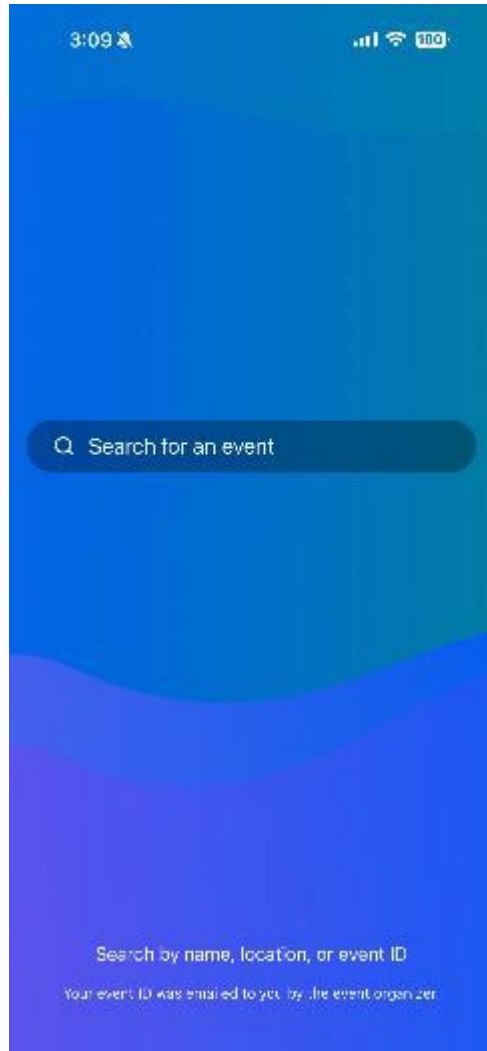 3:09 100
Search for an event
Search by name, location, or event ID
Your event ID was emailed to you by the event organizer